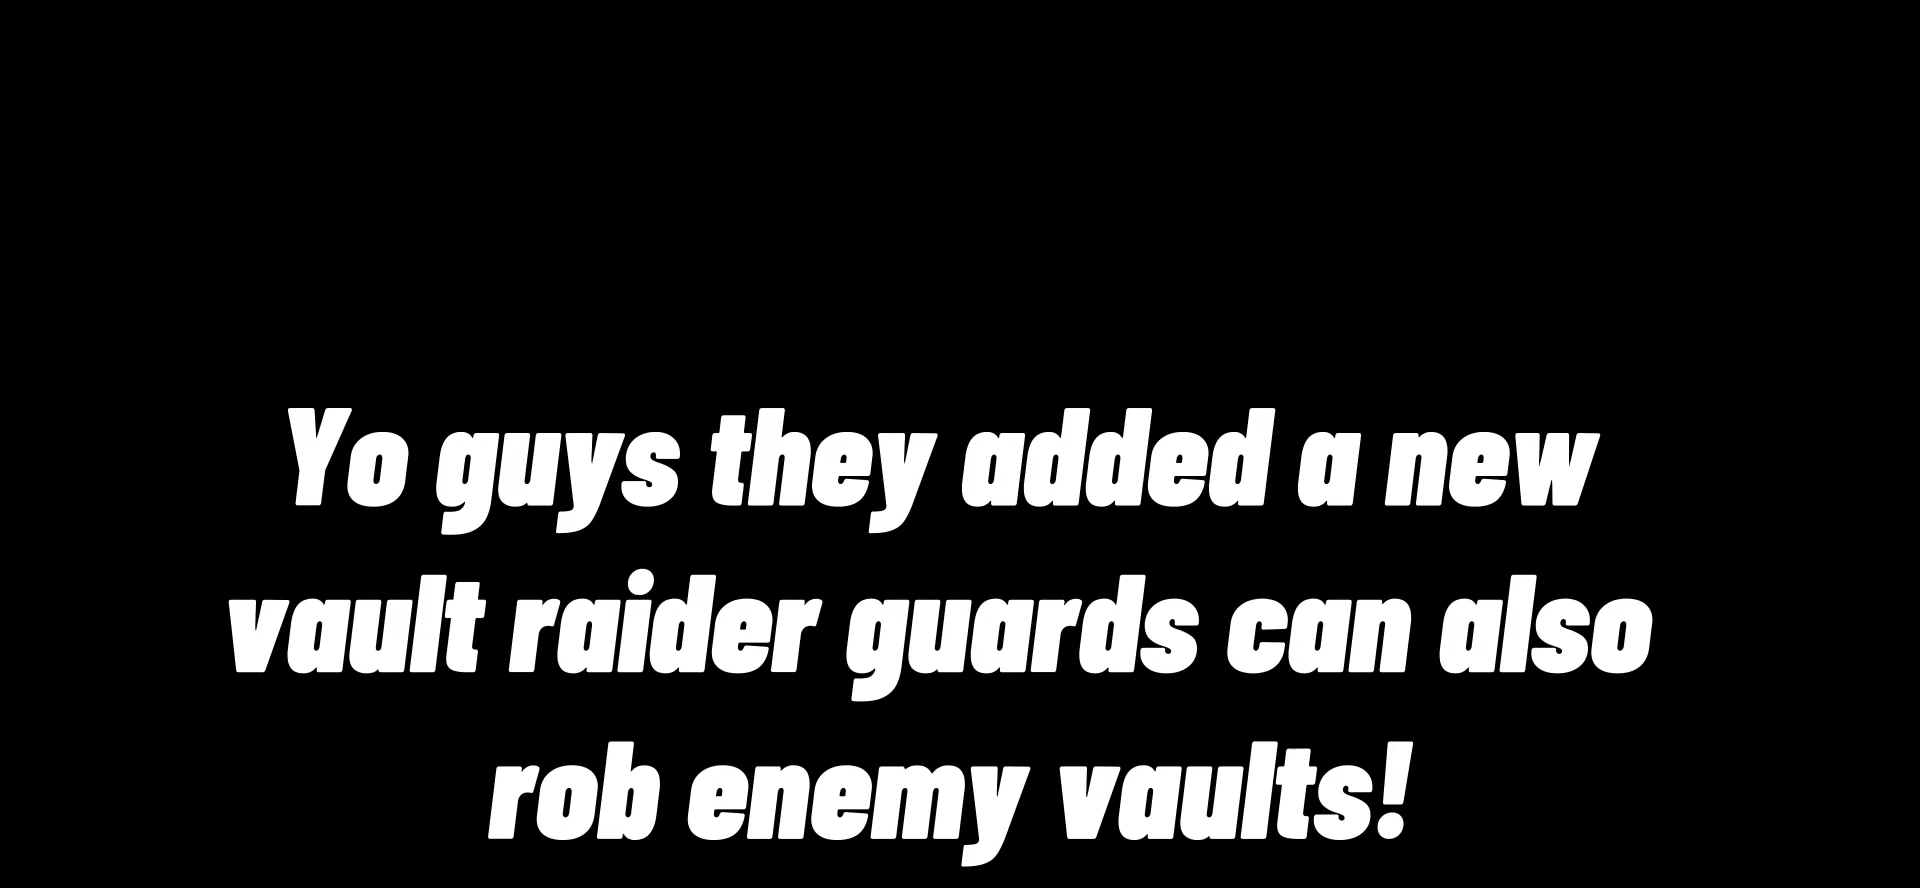 Yo guys they added a new
vault raider guards can also
rob enemy vaults!